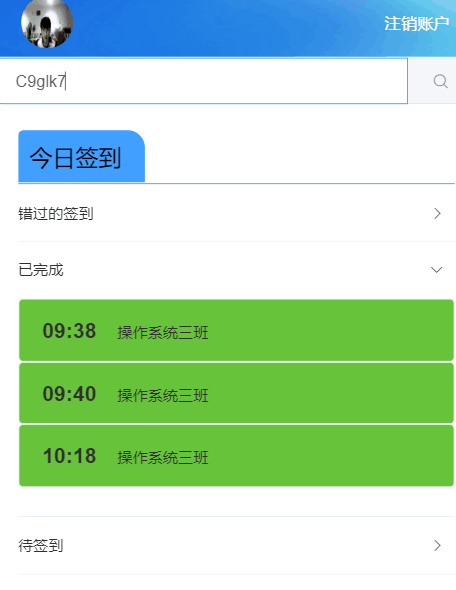 注销账户
C9glk7
今日签到
错过的签到
已完成
09:38 操作系统三班
09:40 操作系统三班
10:18 操作系统三班
待签到